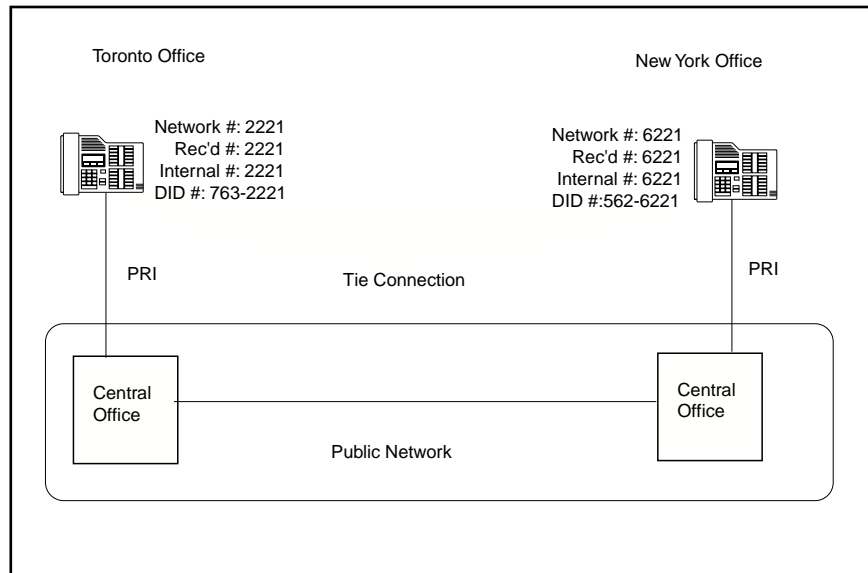 Toronto Office
New York Office
Network #: 2221
Rec'd #: 2221
Internal #: 2221
DID #: 763-2221
Network #: 6221
Rec'd #: 6221
Internal #: 6221
DID #:562-6221
PRI
Tie Connection
PRI
Central
Office
Central
Office
Public Network